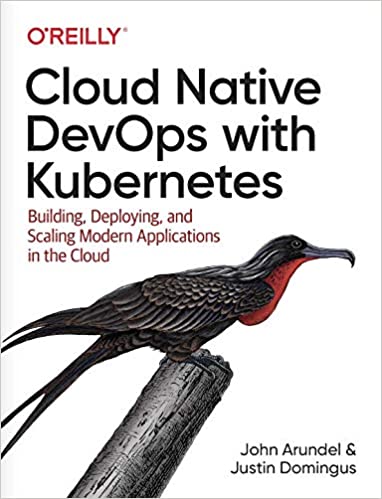 O'REILLY®
Cloud Native
DevOps with
Kubernetes
Building, Deploying, and
Scaling Modern Applications
in the Cloud
John Arundel &
Justin Domingus